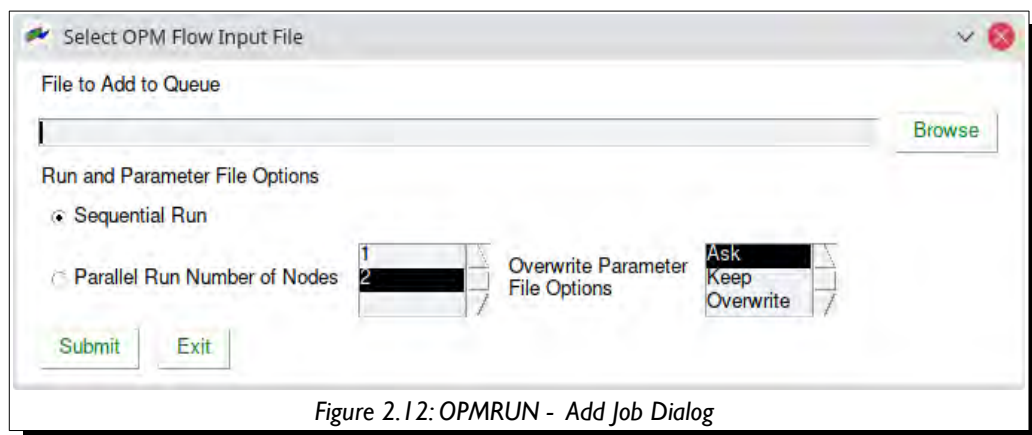 Select OPM Flow Input File
File to Add to Queue
Browse
Run and Parameter File Options
Sequential Run
Parallel Run Number of Nodes
1
2
Overwrite Parameter
File Options
Ask
Keep
Overwrite
Submit
Exit
Figure 2.12: OPMRUN - Add Job Dialog